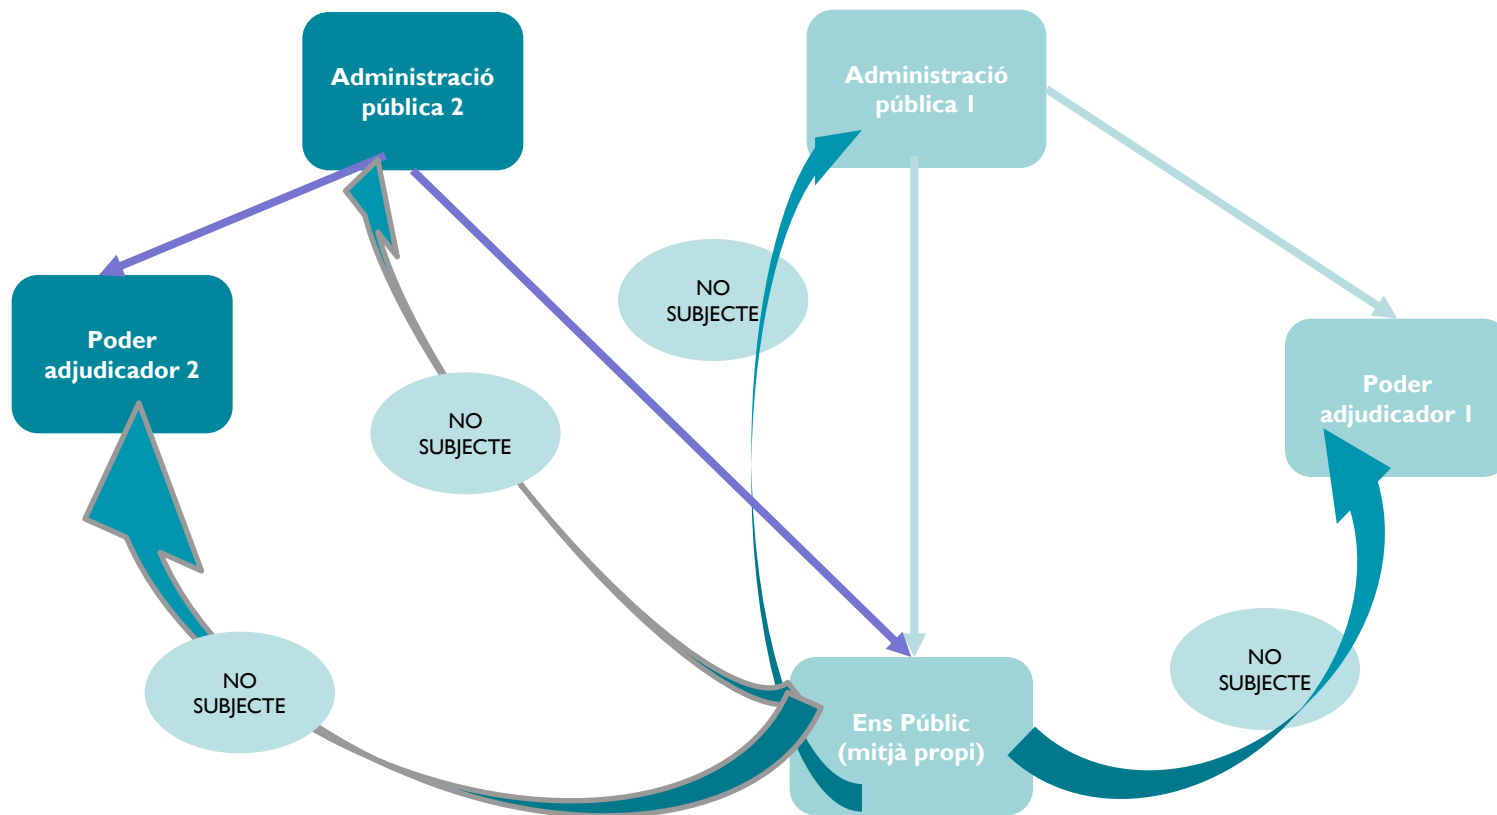 Administració
pública 2
Administració
pública 1
NO
SUBJECTE
Poder
adjudicador 2
Poder
adjudicador 1
NO
SUBJECTE
NO
SUBJECTE
NO
SUBJECTE
Ens Públic
(mitjà propi)